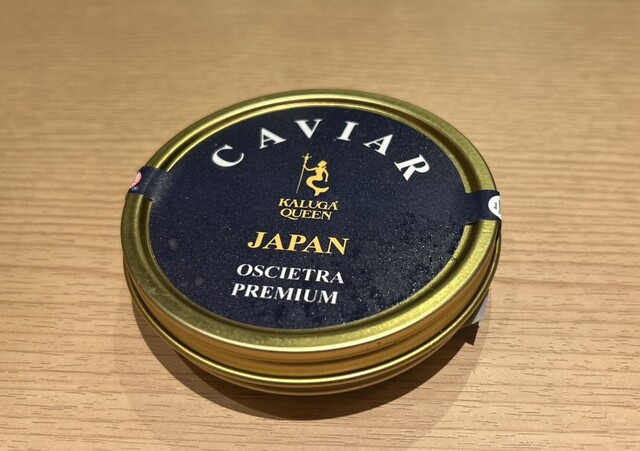 CAVIAR
KALUGA
QUEEN
JAPAN
OSCIETRA
PREMIUM